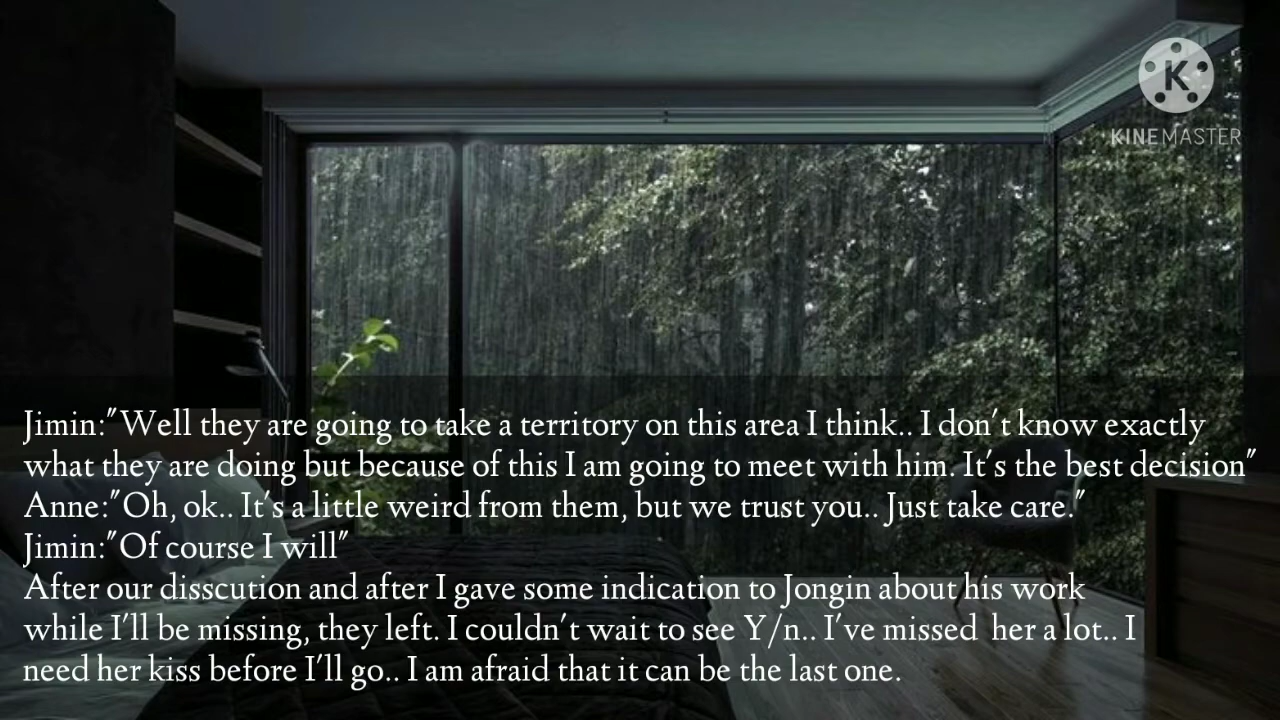 K
KINEMASTER
Jimin:"Well they are going to take a territory on this area I think.. I don't know exactly
what they are doing but because of this I am going to meet with him. It's the best decision"
Anne:"Oh, ok.. It's a little weird from them, but we trust you.. Just take care."
Jimin:"Of course I will"
After our disscution and after I gave some indication to Jongin about his work
while I'll be missing, they left. I couldn't wait to see Y/n.. I've missed her a lot.. I
need her kiss before I'll go.. I am afraid that it can be the last one.